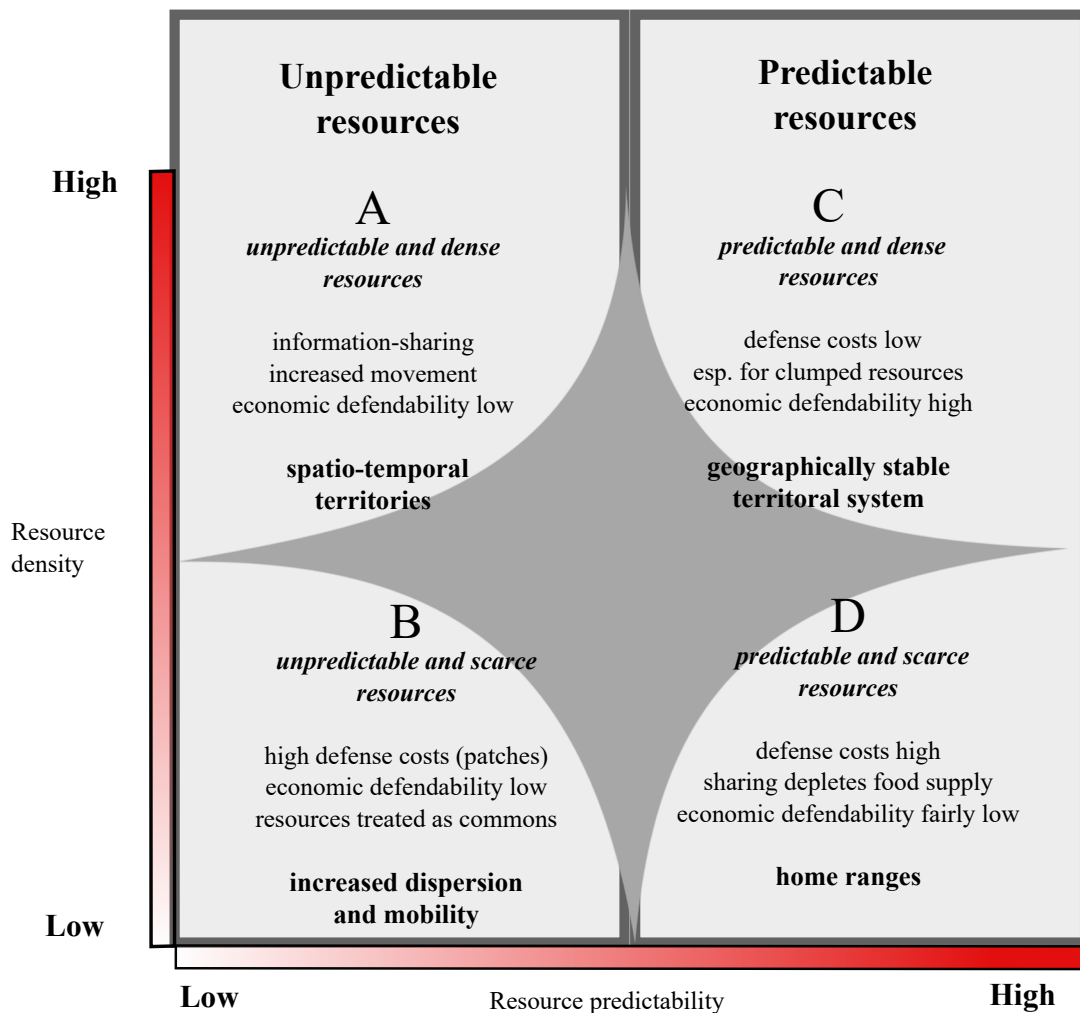 Unpredictable
resources
Predictable
resources
High
A
unpredictable and dense
resources
information-sharing
increased movement
economic defendability low
spatio-temporal
territories
C
predictable and dense
resources
defense costs low
esp. for clumped resources
economic defendability high
geographically stable
territoral system
Resource
density
B
unpredictable and scarce
resources
high defense costs (patches)
economic defendability low
resources treated as commons
increased dispersion
and mobility
D
predictable and scarce
resources
defense costs high
sharing depletes food supply
economic defendability fairly low
home ranges
Low
Low
Resource predictability
High